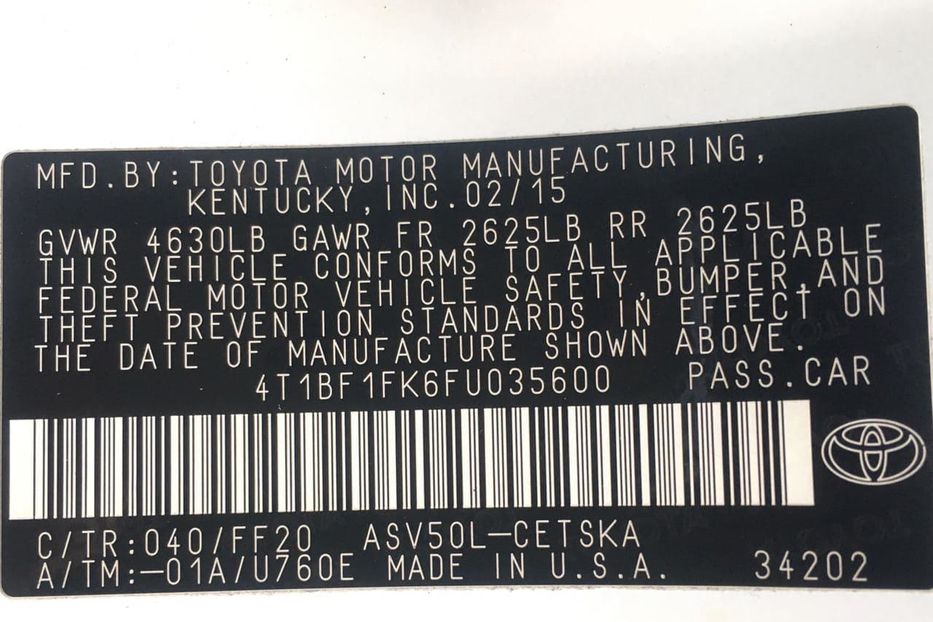 MFD.BY:TOYOTA MOTOR MANUFACTURING,
KENTUCKY,INC.02/15
GVWR 4630LB GAWR FR 2625LB RR 2625LB
THIS VEHICLE CONFORMS TO ALL APPLICABLE
FEDERAL MOTOR VEHICLE SAFETY,BUMPER,AND
THEFT PREVENTION STANDARDS IN EFFECT ON
THE DATE OF MANUFACTURE SHOWN ABOVE.
4T1BF1FK6FU035600 PASS.CAR
C/TR:040/FF20 ASV50L-CETSKA
A/TM:-01A/U760E MADE IN U.S.A. 34202